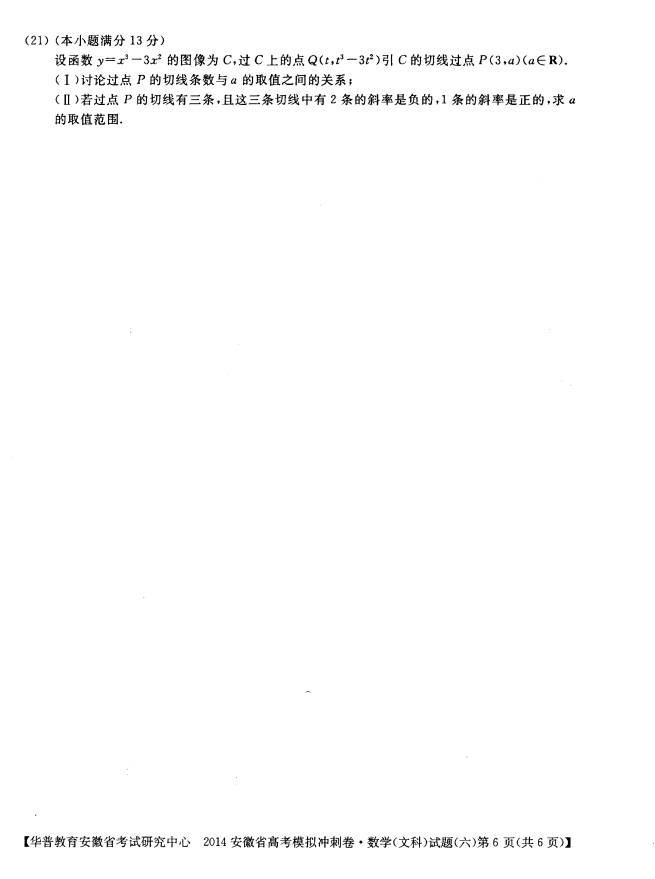 (21) (本小题满分 13 分)
设函数 y=x³-3x² 的图像为 C,过 C 上的点 Q(t,t³-3t²)引 C 的切线过点 P(3,a)(a∈R).
(Ⅰ)讨论过点 P 的切线条数与 a 的取值之间的关系;
(Ⅱ)若过点 P 的切线有三条,且这三条切线中有 2 条的斜率是负的,1 条的斜率是正的,求 a
的取值范围.
【华普教育安徽省考试研究中心 2014 安徽省高考模拟冲刺卷·数学(文科)试题(六)第 6 页(共 6 页)】